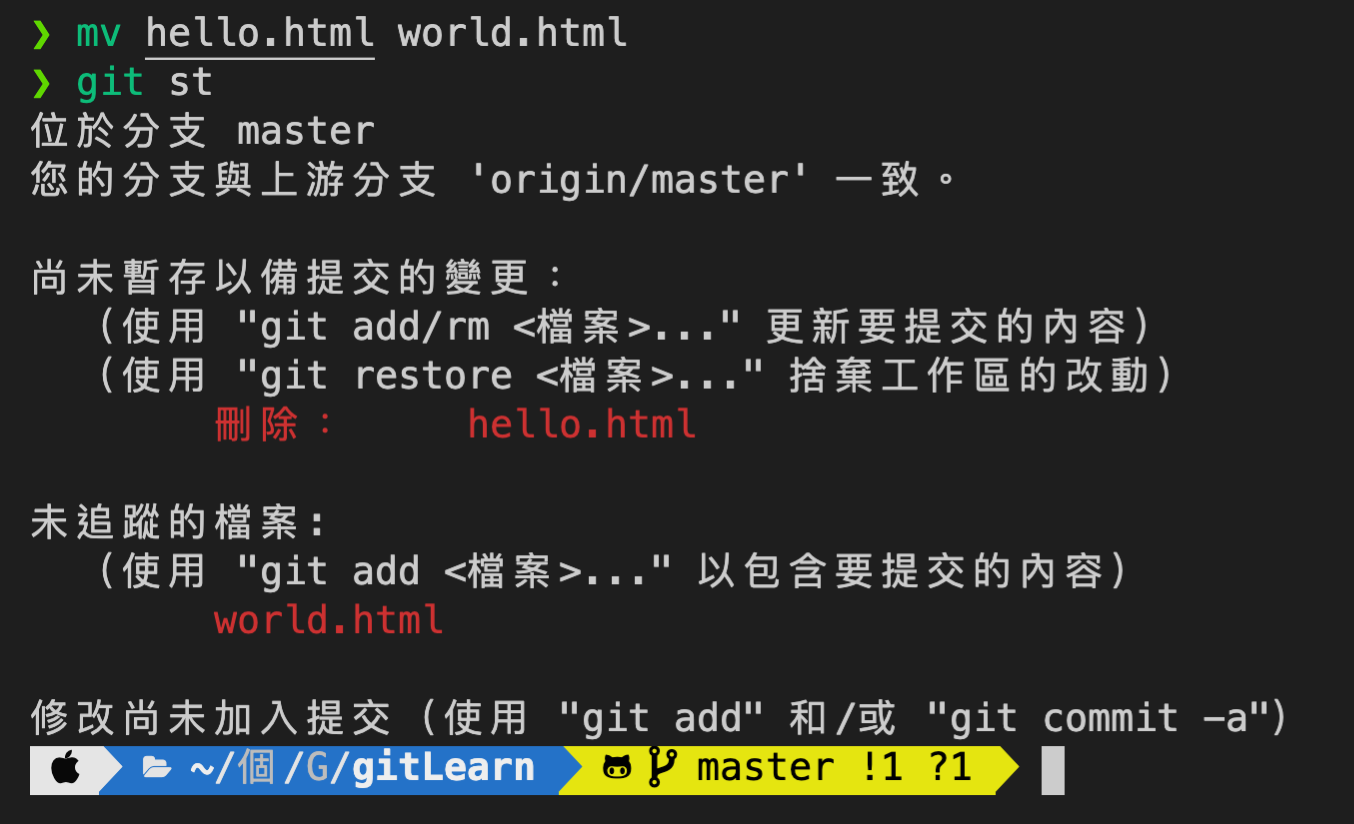 ❯ mv hello.html world.html
❯ git st
位於分支 master
您的分支與上游分支 'origin/master' 一致。
尚未暫存以備提交的變更：
（使用 "git add/rm <檔案>..." 更新要提交的內容）
（使用 "git restore <檔案>..." 捨棄工作區的改動）
刪除： hello.html
未追蹤的檔案:
（使用 "git add <檔案>..." 以包含要提交的內容）
world.html
修改尚未加入提交（使用 "git add" 和/或 "git commit -a"）
~/個/G/gitLearn master !1 ?1